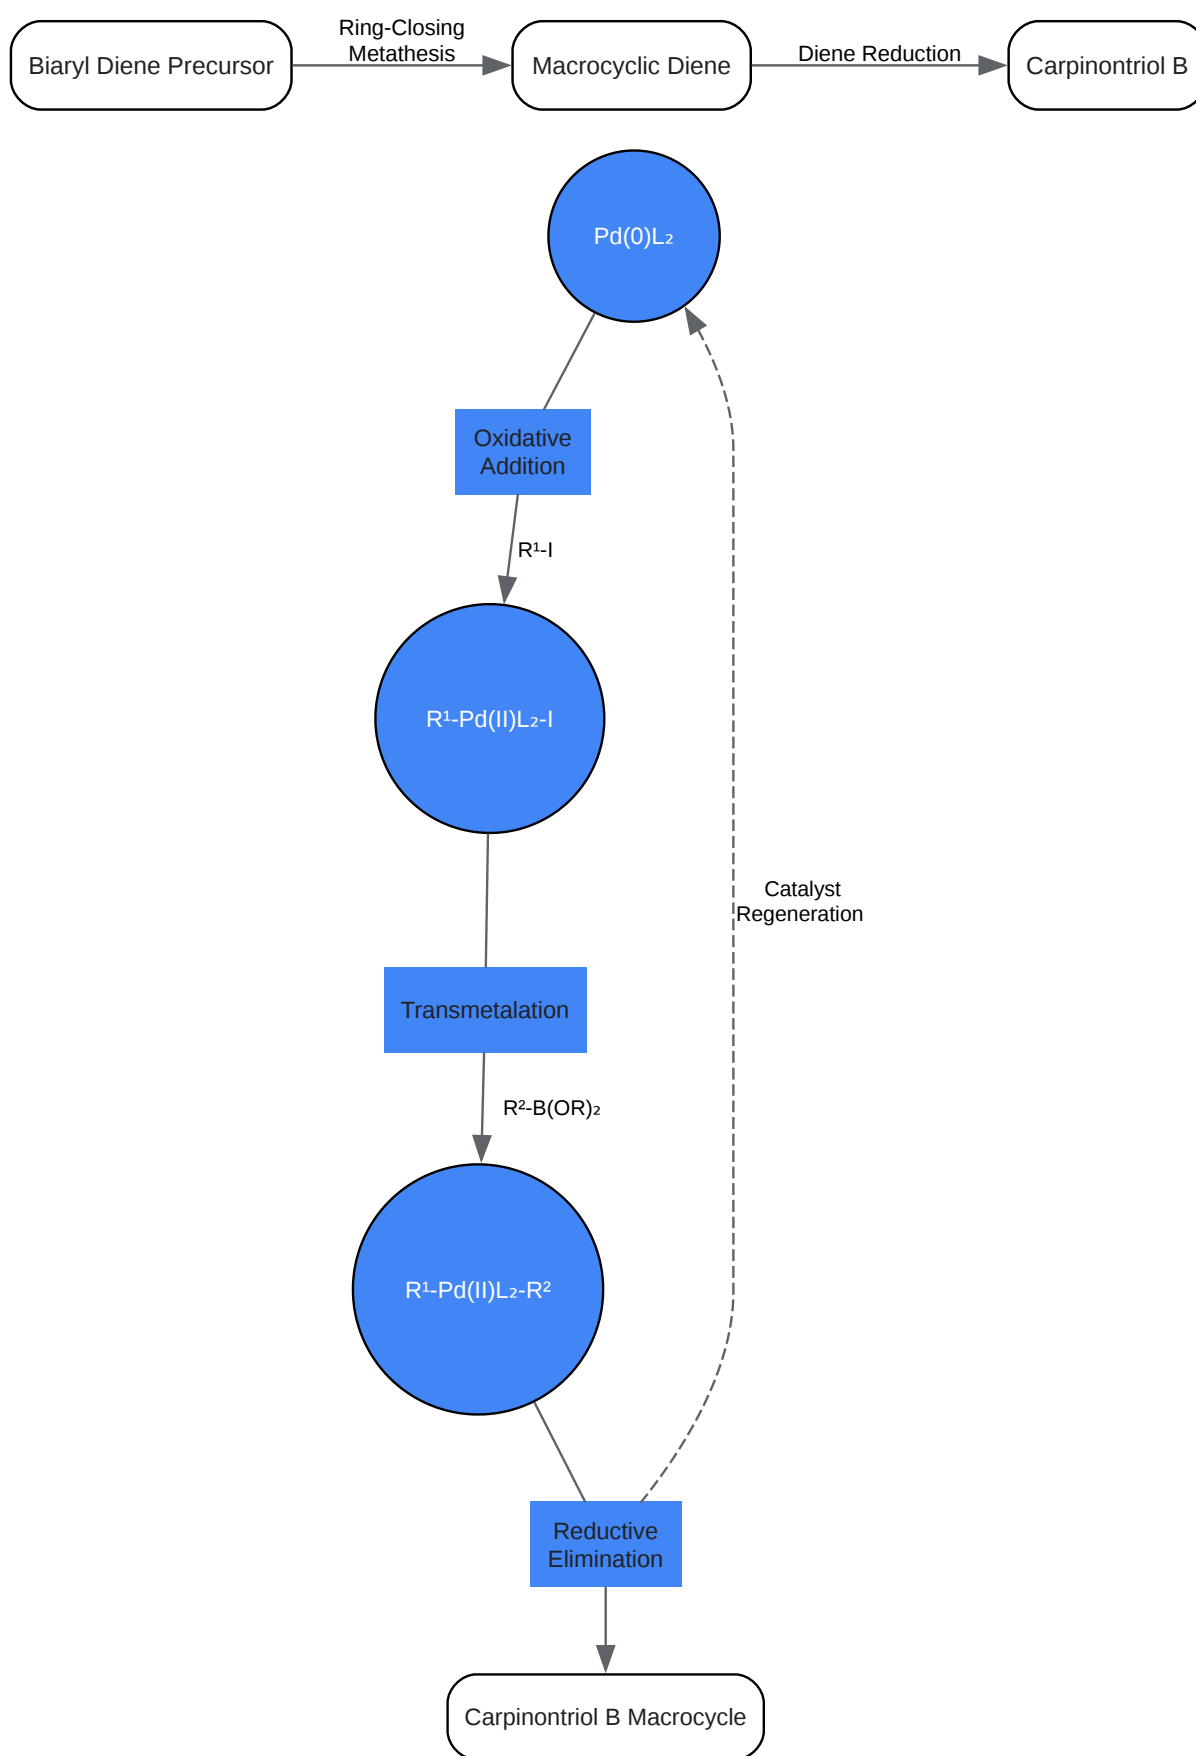 Ring-Closing
Metathesis
Biaryl Diene Precursor
Macrocyclic Diene
Diene Reduction
Carpinontriol B
Pd(0)L₂
Oxidative
Addition
R¹-I
R¹-Pd(II)L₂-I
Catalyst
Regeneration
Transmetalation
R²-B(OR)₂
R¹-Pd(II)L₂-R²
Reductive
Elimination
Carpinontriol B Macrocycle